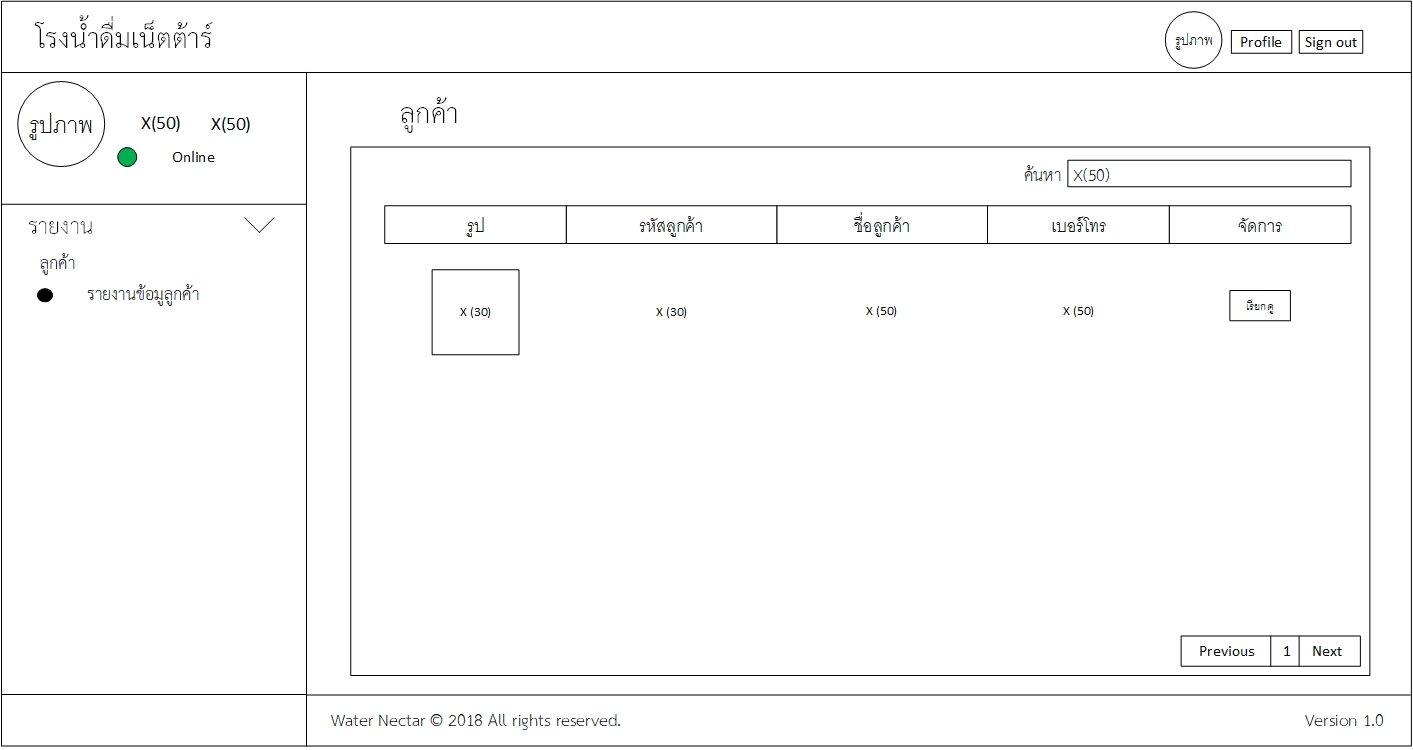 โรงน้ำดื่มเน็ตต้าร์
รูปภาพ Profile Sign out
รูปภาพ X(50) X(50)
Online
รายงาน
ลูกค้า
รายงานข้อมูลูกค้า
ลูกค้า
ค้นหา X(50)
รูป รหัสลูกค้า ชื่อลูกค้า เบอร์โทร จัดการ
X (30) X (30) X (50) X (50) เรียกดู
Previous 1 Next
Water Nectar © 2018 All rights reserved. Version 1.0